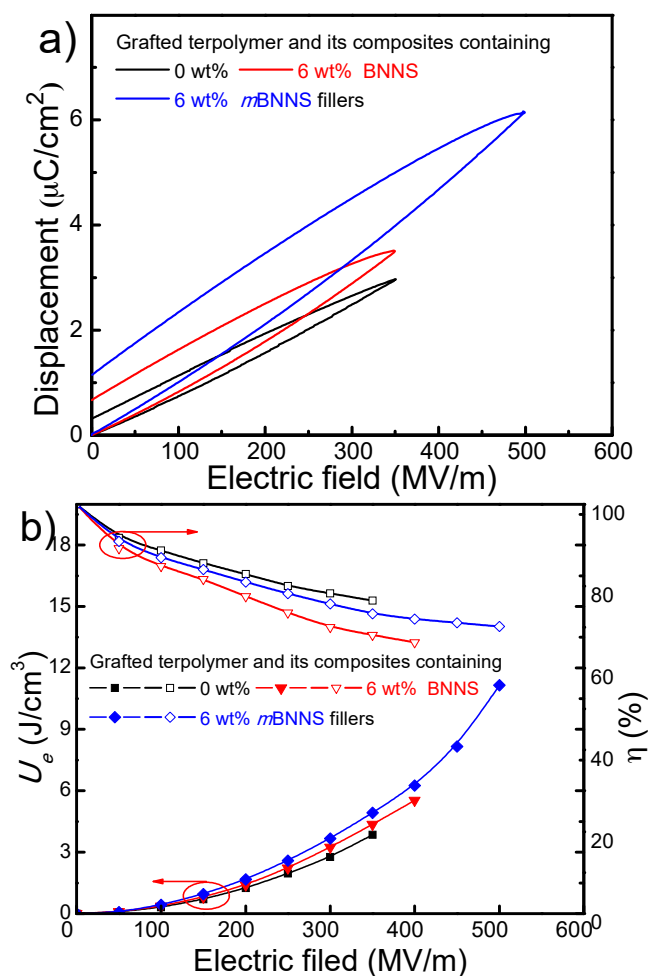 a)
Grafted terpolymer and its composites containing
0 wt% 6 wt% BNNS
6 wt% mBNNS fillers
Displacement (μC/cm²)
6
4
2
0
0 100 200 300 400 500 600
Electric field (MV/m)
b)
18
15
12
9
6
3
0
U_e (J/cm³)
100
80
60
40
20
0
η (%)
Grafted terpolymer and its composites containing
0 wt% 6 wt% BNNS
6 wt% mBNNS fillers
0 100 200 300 400 500 600
Electric filed (MV/m)